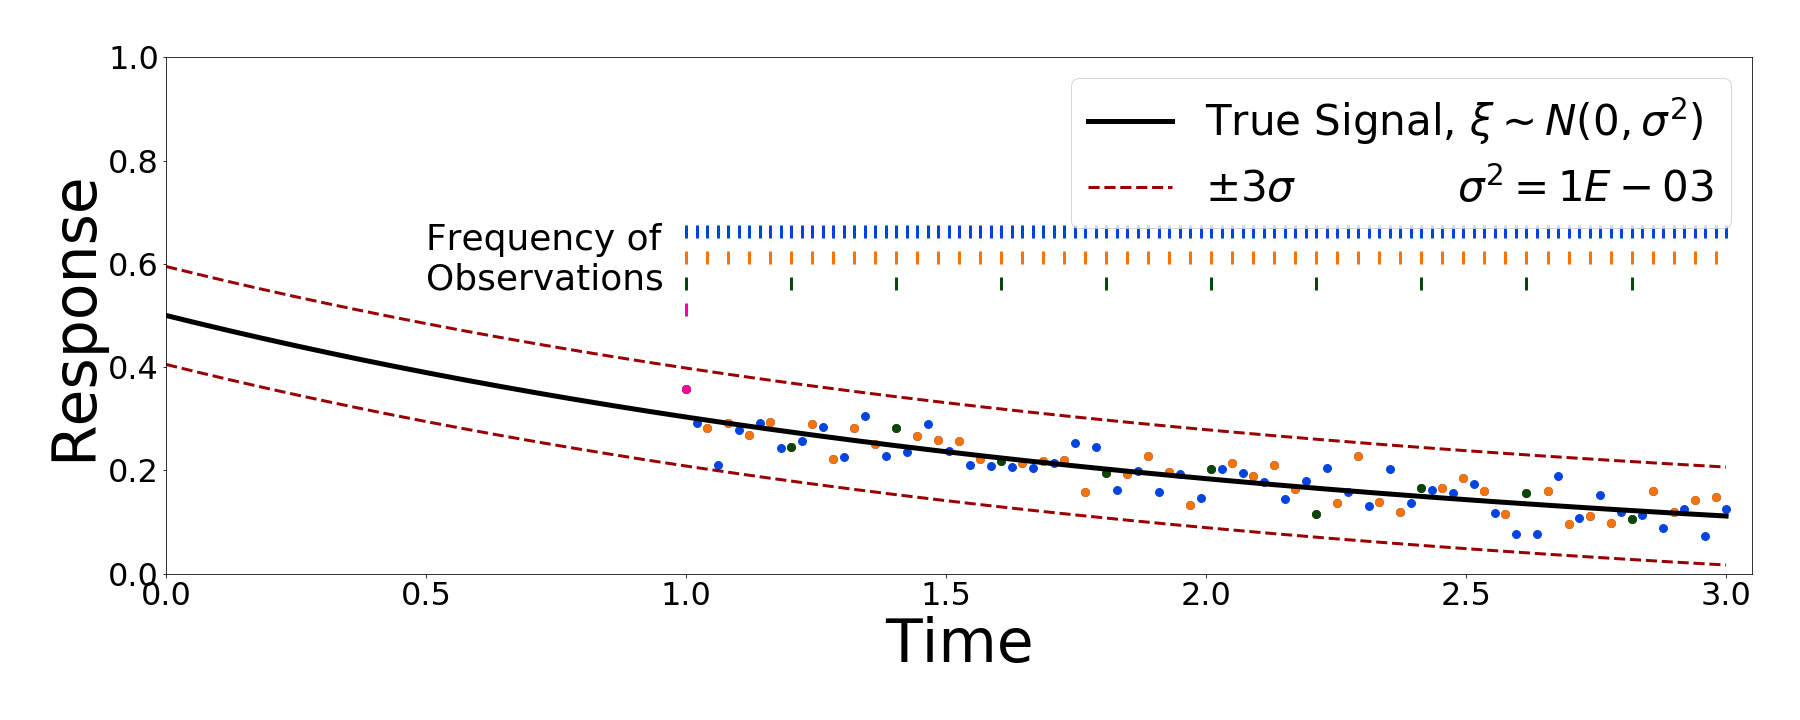 1.0
0.8
0.6
0.4
0.2
0.0
Response
True Signal, ξ ∼ N(0, σ²)
±3σ σ² = 1E − 03
Frequency of
Observations
0.0 0.5 1.0 1.5 2.0 2.5 3.0
Time